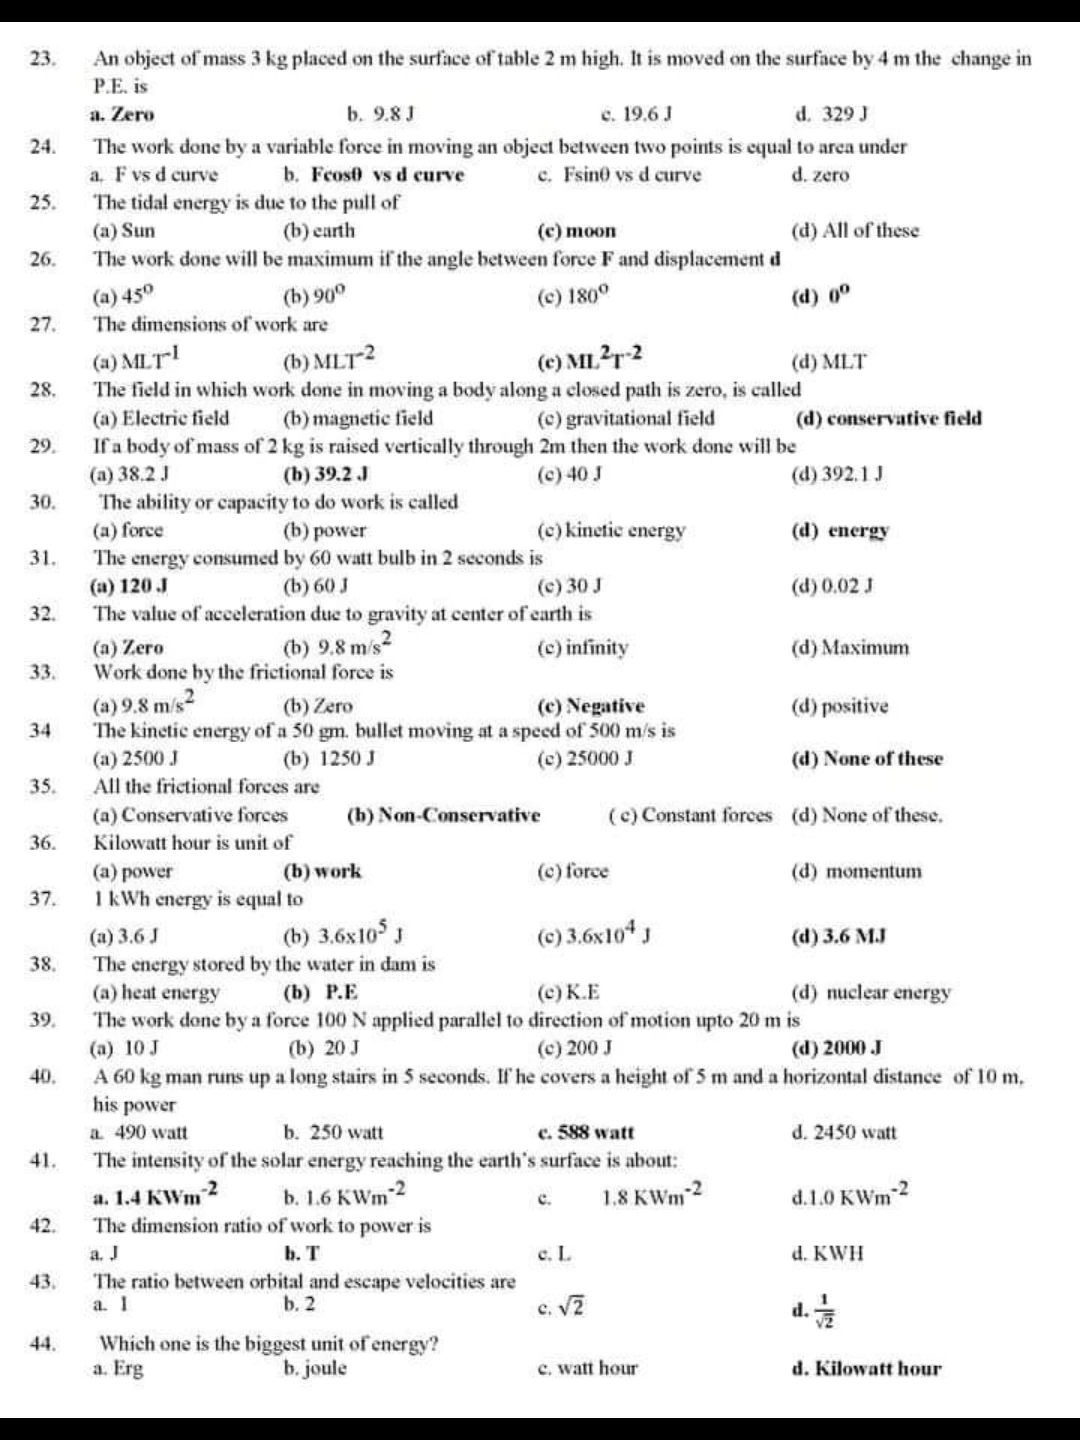 23. An object of mass 3 kg placed on the surface of table 2 m high. It is moved on the surface by 4 m the change in
P.E. is
a. Zero b. 9.8 J c. 19.6 J d. 329 J
24. The work done by a variable force in moving an object between two points is equal to area under
a. F vs d curve b. Fcosθ vs d curve c. Fsinθ vs d curve d. zero
25. The tidal energy is due to the pull of
(a) Sun (b) earth (c) moon (d) All of these
26. The work done will be maximum if the angle between force F and displacement d
(a) 45⁰ (b) 90⁰ (c) 180⁰ (d) 0⁰
27. The dimensions of work are
(a) MLT⁻¹ (b) MLT⁻² (c) ML²T⁻² (d) MLT
28. The field in which work done in moving a body along a closed path is zero, is called
(a) Electric field (b) magnetic field (c) gravitational field (d) conservative field
29. If a body of mass of 2 kg is raised vertically through 2m then the work done will be
(a) 38.2 J (b) 39.2 J (c) 40 J (d) 392.1 J
30. The ability or capacity to do work is called
(a) force (b) power (c) kinetic energy (d) energy
31. The energy consumed by 60 watt bulb in 2 seconds is
(a) 120 J (b) 60 J (c) 30 J (d) 0.02 J
32. The value of acceleration due to gravity at center of earth is
(a) Zero (b) 9.8 m/s² (c) infinity (d) Maximum
33. Work done by the frictional force is
(a) 9.8 m/s² (b) Zero (c) Negative (d) positive
34 The kinetic energy of a 50 gm. bullet moving at a speed of 500 m/s is
(a) 2500 J (b) 1250 J (c) 25000 J (d) None of these
35. All the frictional forces are
(a) Conservative forces (b) Non-Conservative ( c) Constant forces (d) None of these.
36. Kilowatt hour is unit of
(a) power (b) work (c) force (d) momentum
37. 1 kWh energy is equal to
(a) 3.6 J (b) 3.6x10⁵ J (c) 3.6x10⁴ J (d) 3.6 MJ
38. The energy stored by the water in dam is
(a) heat energy (b) P.E (c) K.E (d) nuclear energy
39. The work done by a force 100 N applied parallel to direction of motion upto 20 m is
(a) 10 J (b) 20 J (c) 200 J (d) 2000 J
40. A 60 kg man runs up a long stairs in 5 seconds. If he covers a height of 5 m and a horizontal distance of 10 m,
his power
a. 490 watt b. 250 watt c. 588 watt d. 2450 watt
41. The intensity of the solar energy reaching the earth's surface is about:
a. 1.4 KWm⁻² b. 1.6 KWm⁻² c. 1.8 KWm⁻² d.1.0 KWm⁻²
42. The dimension ratio of work to power is
a. J b. T c. L d. KWH
43. The ratio between orbital and escape velocities are
a. 1 b. 2 c. √2 d. 1/√2
44. Which one is the biggest unit of energy?
a. Erg b. joule c. watt hour d. Kilowatt hour